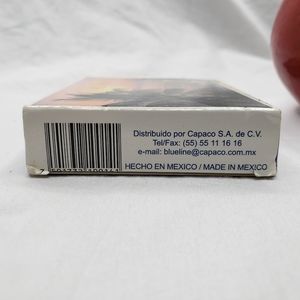 Distribuido por Capaco S.A. de C.V.
Tel/Fax: (55) 55 11 16 16
e-mail: blueline@capaco.com.mx
HECHO EN MEXICO / MADE IN MEXICO